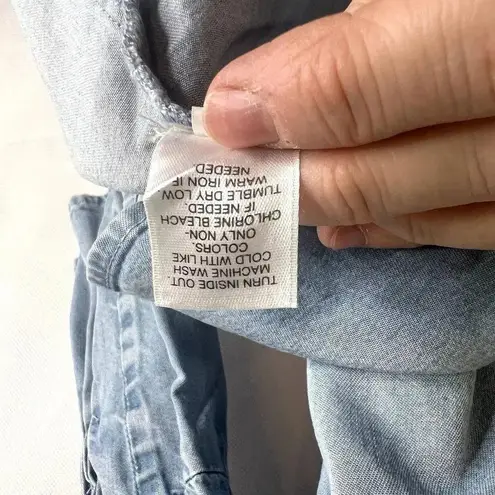 TURN INSIDE OUT.
MACHINE WASH
COLD WITH LIKE
COLORS.
ONLY NON-
CHLORINE BLEACH
IF NEEDED.
TUMBLE DRY LOW
WARM IRON IF
NEEDED